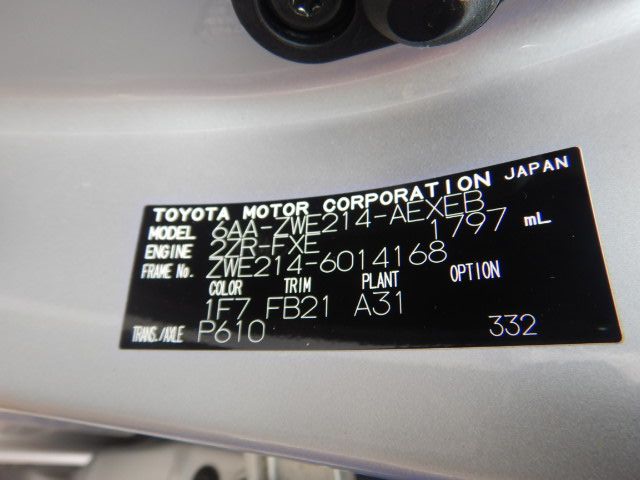 TOYOTA MOTOR CORPORATION JAPAN
MODEL 6AA-ZWE214-AEXEB
ENGINE 2ZR-FXE 1797 mL
FRAME No. ZWE214-6014168
COLOR TRIM PLANT OPTION
1F7 FB21 A31
TRANS./AXLE P610 332